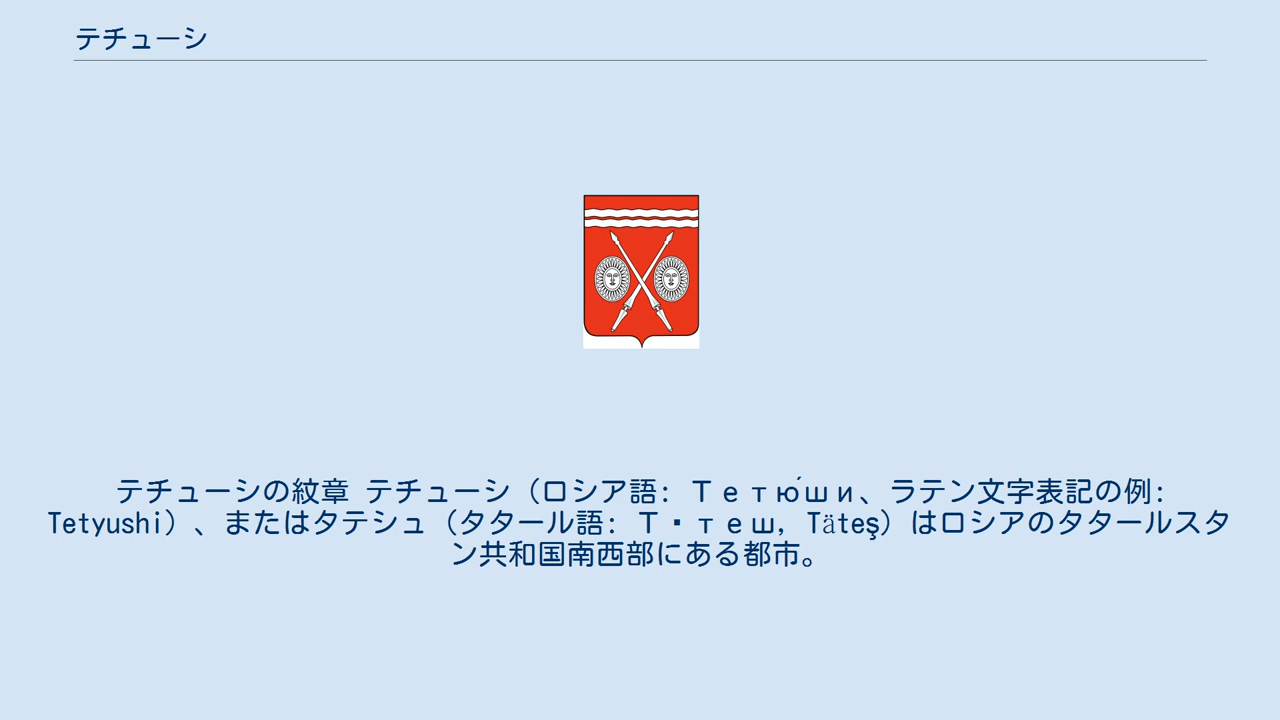 テチューシ
テチューシの紋章 テチューシ（ロシア語: Тетю́ши、ラテン文字表記の例:
Tetyushi）、またはタテシュ（タタール語: Т▪теш, Täteş）はロシアのタタールスタ
ン共和国南西部にある都市。